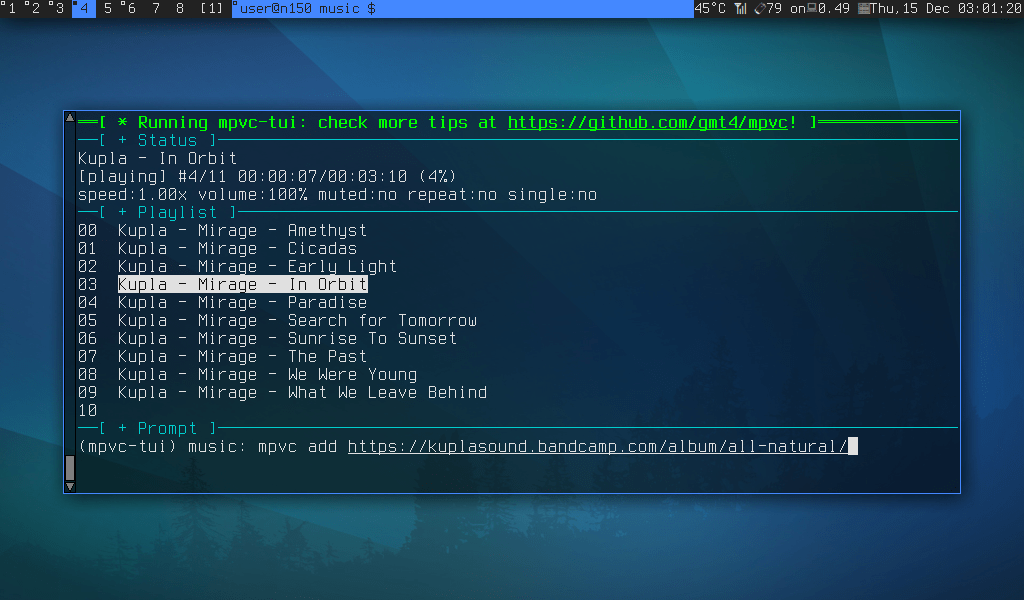 1 2 3 4 5 6 7 8 [1] user@n150 music $ 45°C 79 on 0.49 Thu,15 Dec 03:01:20
[ * Running mpvc-tui: check more tips at https://github.com/gmt4/mpvc! ]
[ + Status ]
Kupla - In Orbit
[playing] #4/11 00:00:07/00:03:10 (4%)
speed:1.00x volume:100% muted:no repeat:no single:no
[ + Playlist ]
00 Kupla - Mirage - Amethyst
01 Kupla - Mirage - Cicadas
02 Kupla - Mirage - Early Light
03 Kupla - Mirage - In Orbit
04 Kupla - Mirage - Paradise
05 Kupla - Mirage - Search for Tomorrow
06 Kupla - Mirage - Sunrise To Sunset
07 Kupla - Mirage - The Past
08 Kupla - Mirage - We Were Young
09 Kupla - Mirage - What We Leave Behind
10
[ + Prompt ]
(mpvc-tui) music: mpvc add https://kuplasound.bandcamp.com/album/all-natural/